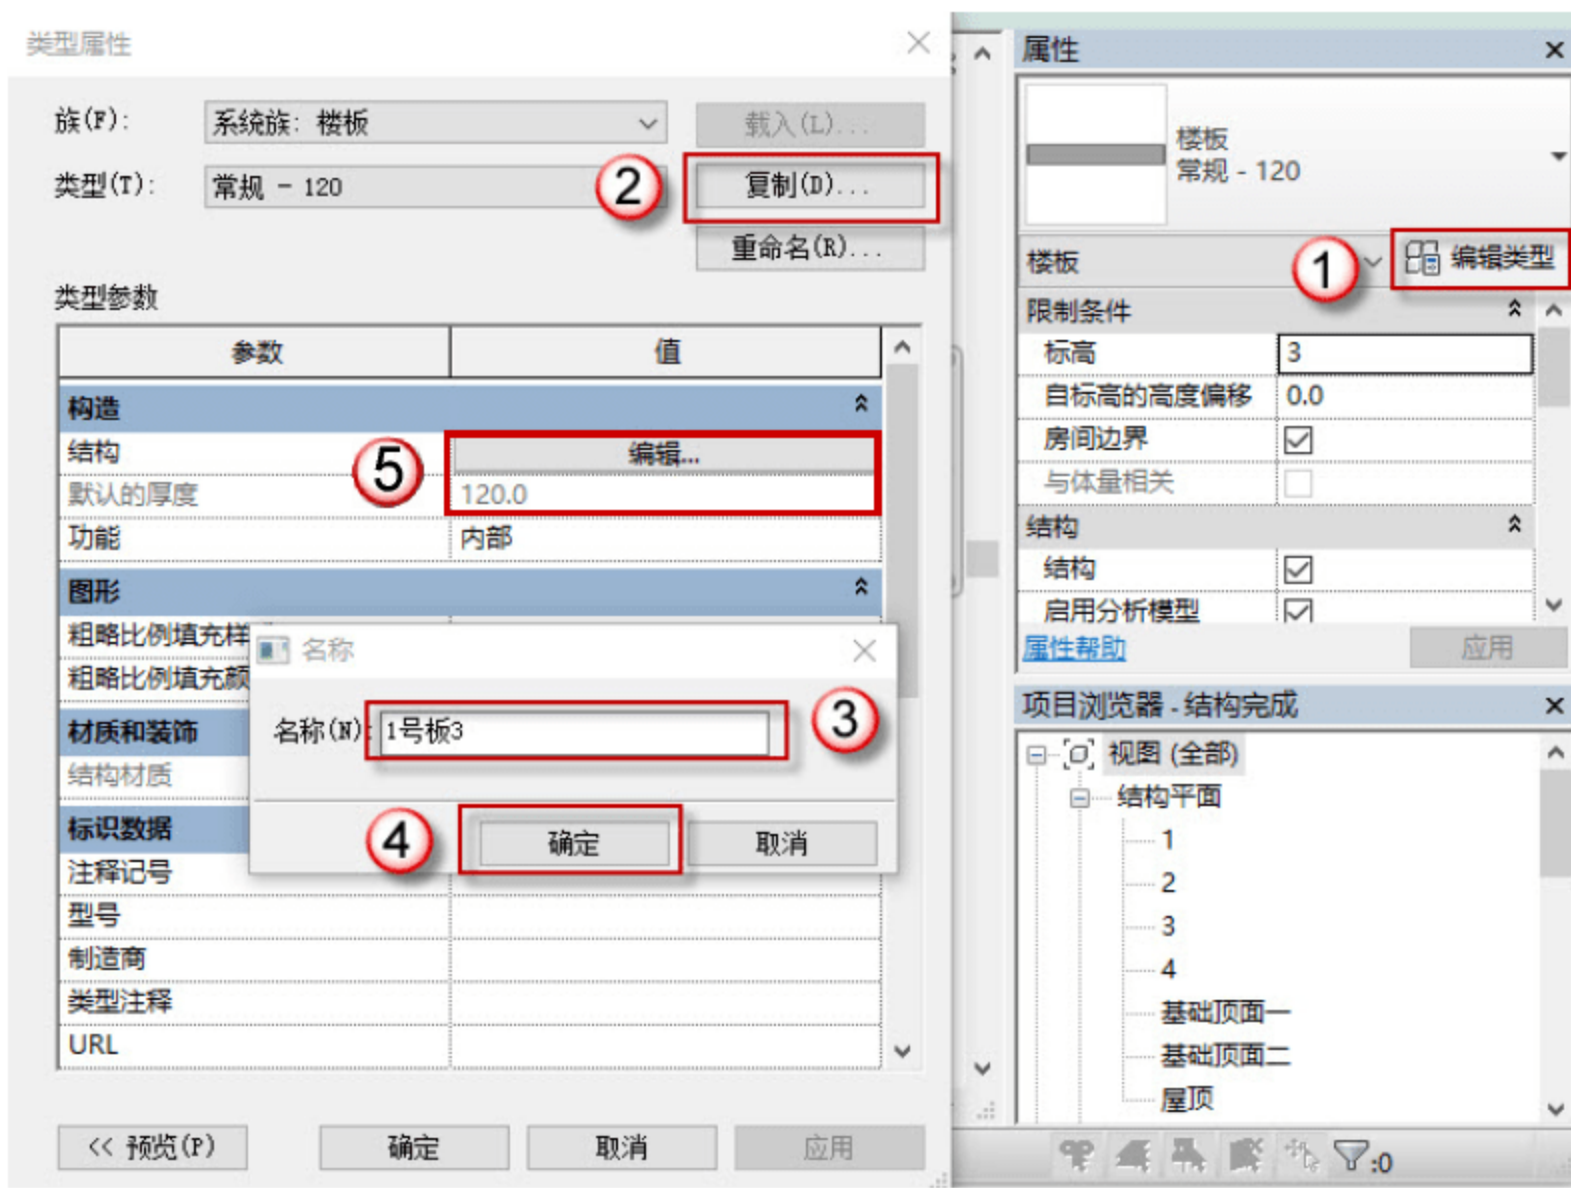 类型属性
族(F):
系统族: 楼板
载入(L)...
类型(T):
常规 - 120
②
复制(D)...
重命名(R)...
类型参数
参数
值
构造
结构
⑤
编辑...
默认的厚度
120.0
功能
内部
图形
粗略比例填充样
粗略比例填充颜
材质和装饰
结构材质
标识数据
注释记号
型号
制造商
类型注释
URL
名称
名称(N):
1号板3
③
④
确定
取消
<< 预览(P)
确定
取消
应用
属性
楼板
常规 - 120
楼板
①
编辑类型
限制条件
标高
3
自标高的高度偏移
0.0
房间边界
与体量相关
结构
结构
启用分析模型
属性帮助
应用
项目浏览器 - 结构完成
视图 (全部)
结构平面
1
2
3
4
基础顶面一
基础顶面二
屋顶
:0